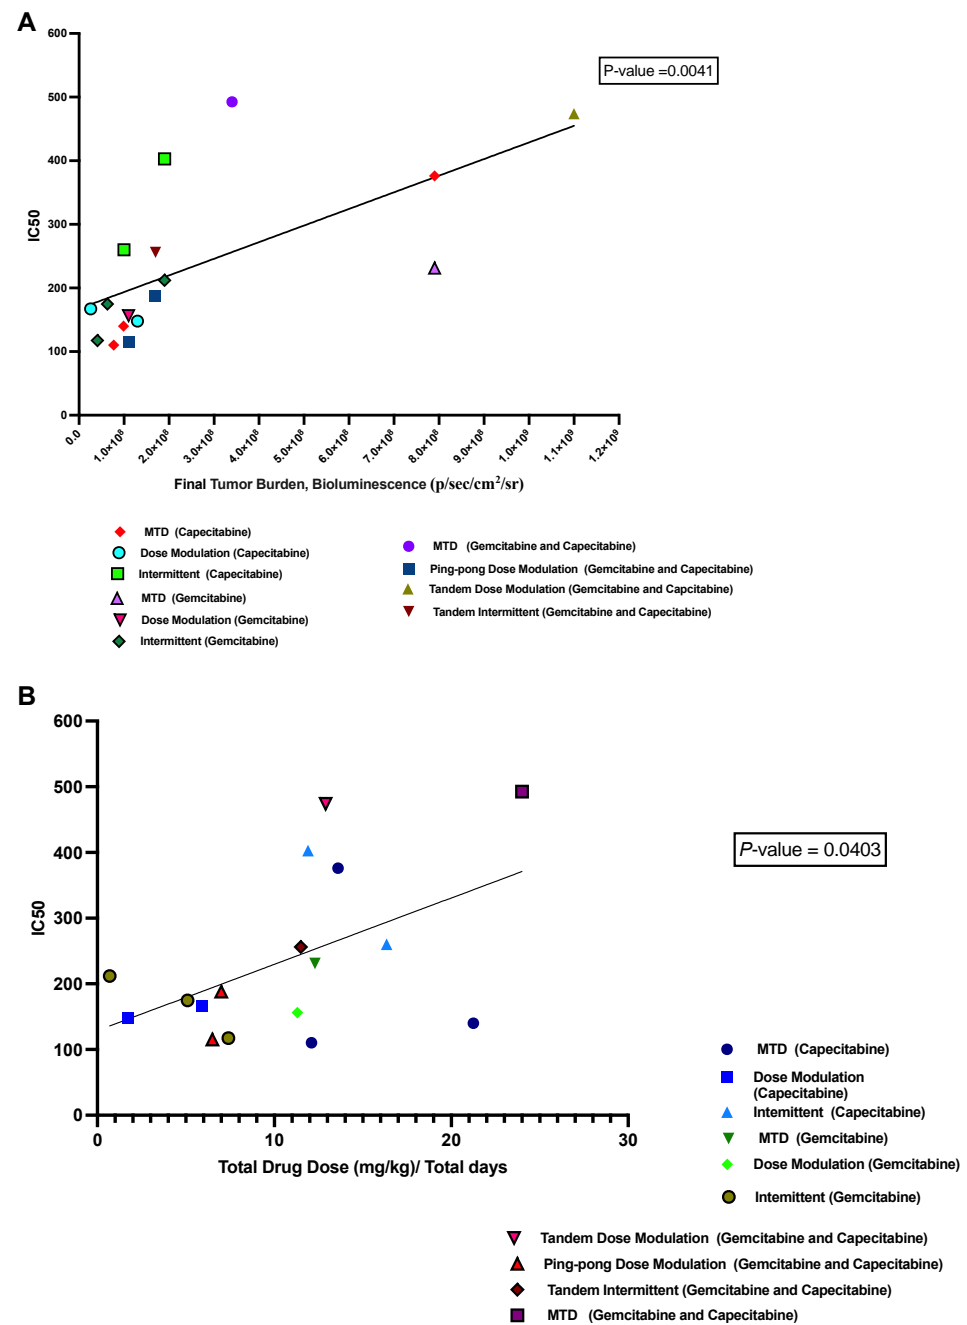 A
600
500
400
300
200
100
0
IC50
P-value =0.0041
0.0
1.0×10⁸
2.0×10⁸
3.0×10⁸
4.0×10⁸
5.0×10⁸
6.0×10⁸
7.0×10⁸
8.0×10⁸
9.0×10⁸
1.0×10⁹
1.1×10⁹
1.2×10⁹
Final Tumor Burden, Bioluminescence (p/sec/cm²/sr)
MTD (Capecitabine)
Dose Modulation (Capecitabine)
Intermittent (Capecitabine)
MTD (Gemcitabine)
Dose Modulation (Gemcitabine)
Intermittent (Gemcitabine)
MTD (Gemcitabine and Capecitabine)
Ping-pong Dose Modulation (Gemcitabine and Capecitabine)
Tandem Dose Modulation (Gemcitabine and Capcitabine)
Tandem Intermittent (Gemcitabine and Capecitabine)
B
600
500
400
300
200
100
0
IC50
P-value = 0.0403
0
10
20
30
Total Drug Dose (mg/kg)/ Total days
MTD (Capecitabine)
Dose Modulation
(Capecitabine)
Intemittent (Capecitabine)
MTD (Gemcitabine)
Dose Modulation (Gemcitabine)
Intemittent (Gemcitabine)
Tandem Dose Modulation (Gemcitabine and Capecitabine)
Ping-pong Dose Modulation (Gemcitabine and Capecitabine)
Tandem Intemittent (Gemcitabine and Capecitabine)
MTD (Gemcitabine and Capecitabine)